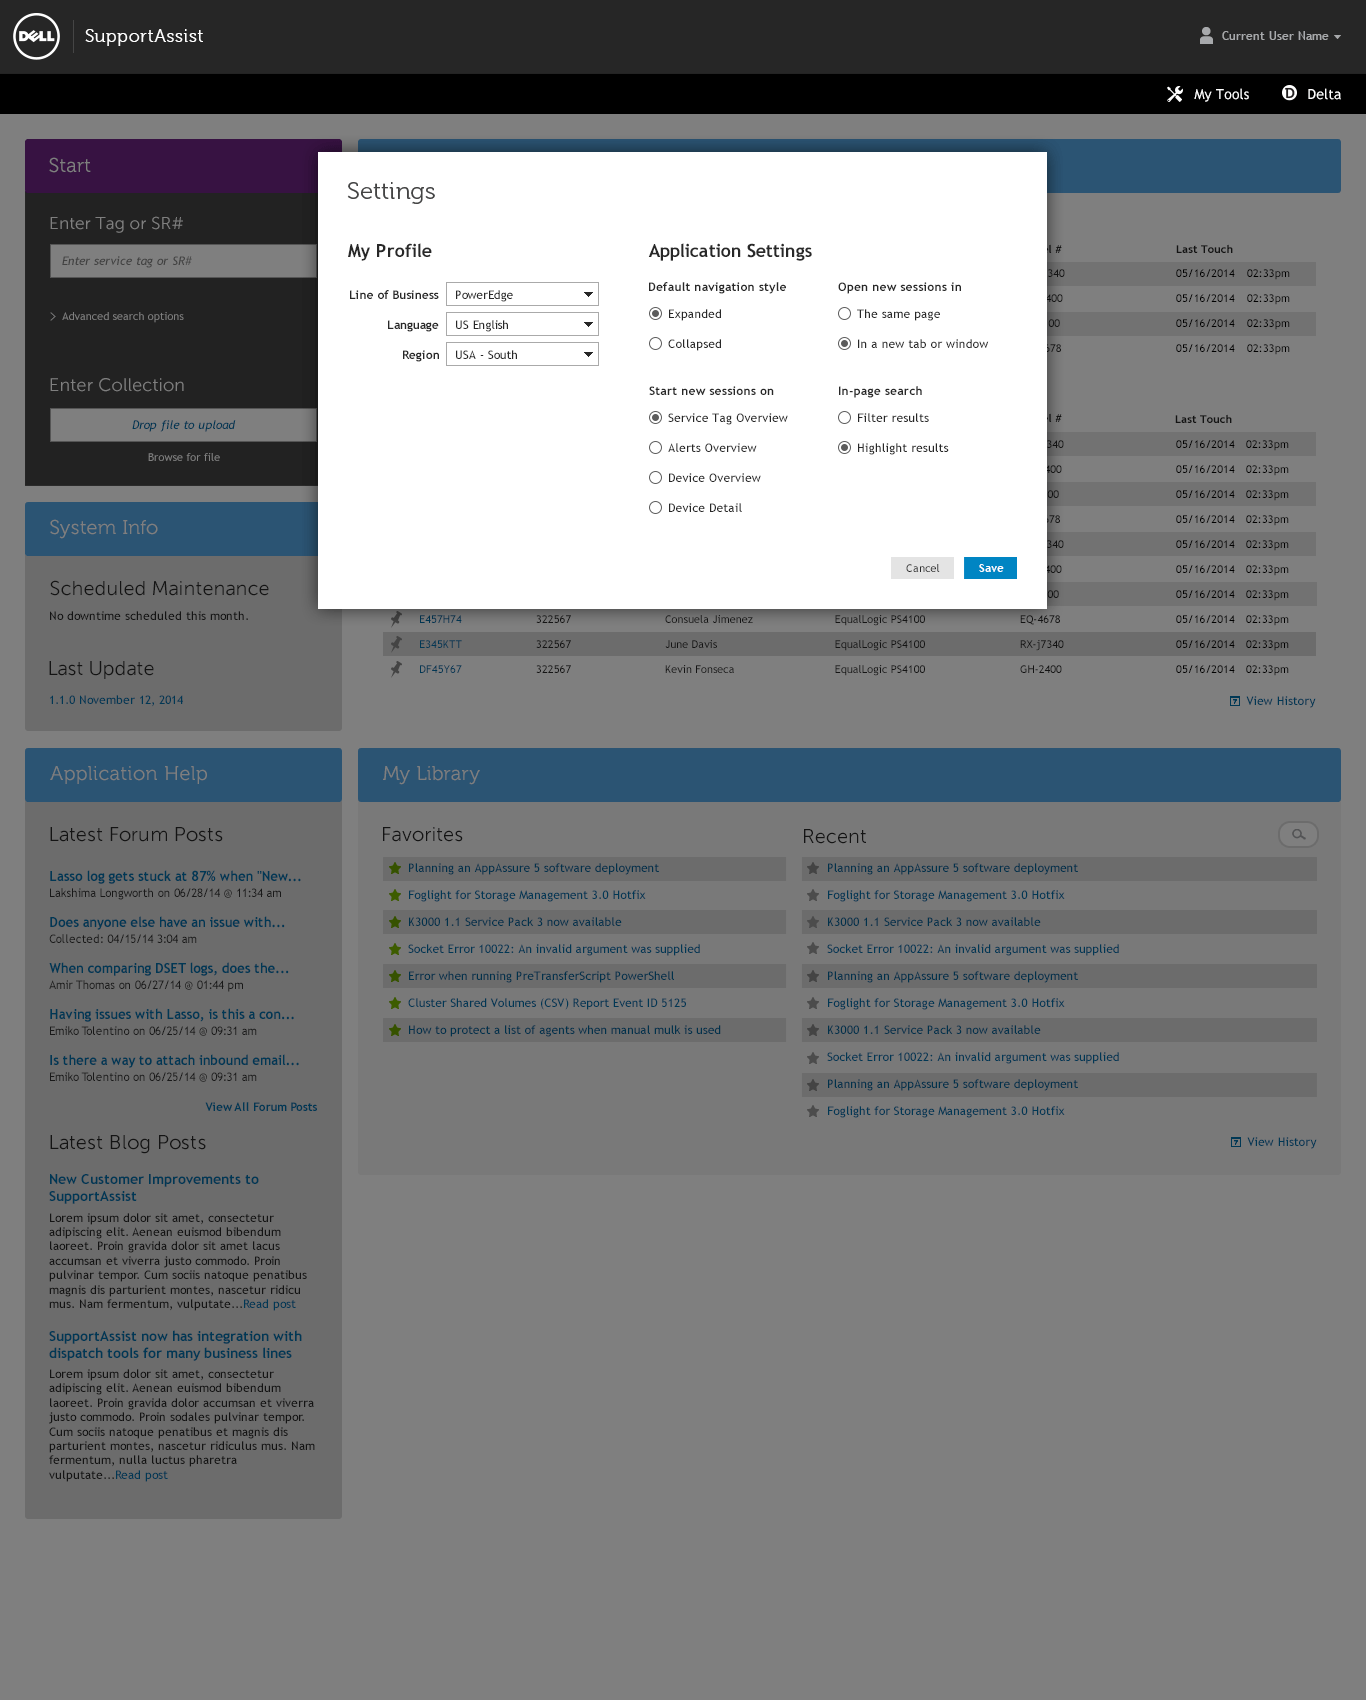 DELL
SupportAssist
Current User Name
My Tools
Delta
Start
Enter Tag or SR#
Enter service tag or SR#
Advanced search options
Enter Collection
Drop file to upload
Browse for file
System Info
Scheduled Maintenance
No downtime scheduled this month.
Last Update
1.1.0 November 12, 2014
Settings
My Profile
Line of Business PowerEdge
Language US English
Region USA - South
Application Settings
Default navigation style
Expanded
Collapsed
Open new sessions in
The same page
In a new tab or window
Start new sessions on
Service Tag Overview
Alerts Overview
Device Overview
Device Detail
In-page search
Filter results
Highlight results
Cancel
Save
# Last Touch
05/16/2014 02:33pm
05/16/2014 02:33pm
05/16/2014 02:33pm
05/16/2014 02:33pm
# Last Touch
05/16/2014 02:33pm
05/16/2014 02:33pm
05/16/2014 02:33pm
05/16/2014 02:33pm
05/16/2014 02:33pm
05/16/2014 02:33pm
05/16/2014 02:33pm
E457H74 322567 Consuela Jimenez EqualLogic PS4100 EQ-4678 05/16/2014 02:33pm
E345KTT 322567 June Davis EqualLogic PS4100 RX-j7340 05/16/2014 02:33pm
DF45Y67 322567 Kevin Fonseca EqualLogic PS4100 GH-2400 05/16/2014 02:33pm
View History
Application Help
Latest Forum Posts
Lasso log gets stuck at 87% when "New...
Lakshima Longworth on 06/28/14 @ 11:34 am
Does anyone else have an issue with...
Collected: 04/15/14 3:04 am
When comparing DSET logs, does the...
Amir Thomas on 06/27/14 @ 01:44 pm
Having issues with Lasso, is this a con...
Emiko Tolentino on 06/25/14 @ 09:31 am
Is there a way to attach inbound email...
Emiko Tolentino on 06/25/14 @ 09:31 am
View All Forum Posts
Latest Blog Posts
New Customer Improvements to
SupportAssist
Lorem ipsum dolor sit amet, consectetur
adipiscing elit. Aenean euismod bibendum
laoreet. Proin gravida dolor sit amet lacus
accumsan et viverra justo commodo. Proin
pulvinar tempor. Cum sociis natoque penatibus
magnis dis parturient montes, nascetur ridicu
mus. Nam fermentum, vulputate...Read post
SupportAssist now has integration with
dispatch tools for many business lines
Lorem ipsum dolor sit amet, consectetur
adipiscing elit. Aenean euismod bibendum
laoreet. Proin gravida dolor accumsan et viverra
justo commodo. Proin sodales pulvinar tempor.
Cum sociis natoque penatibus et magnis dis
parturient montes, nascetur ridiculus mus. Nam
fermentum, nulla luctus pharetra
vulputate...Read post
My Library
Favorites
Planning an AppAssure 5 software deployment
Foglight for Storage Management 3.0 Hotfix
K3000 1.1 Service Pack 3 now available
Socket Error 10022: An invalid argument was supplied
Error when running PreTransferScript PowerShell
Cluster Shared Volumes (CSV) Report Event ID 5125
How to protect a list of agents when manual mulk is used
Recent
Planning an AppAssure 5 software deployment
Foglight for Storage Management 3.0 Hotfix
K3000 1.1 Service Pack 3 now available
Socket Error 10022: An invalid argument was supplied
Planning an AppAssure 5 software deployment
Foglight for Storage Management 3.0 Hotfix
K3000 1.1 Service Pack 3 now available
Socket Error 10022: An invalid argument was supplied
Planning an AppAssure 5 software deployment
Foglight for Storage Management 3.0 Hotfix
View History